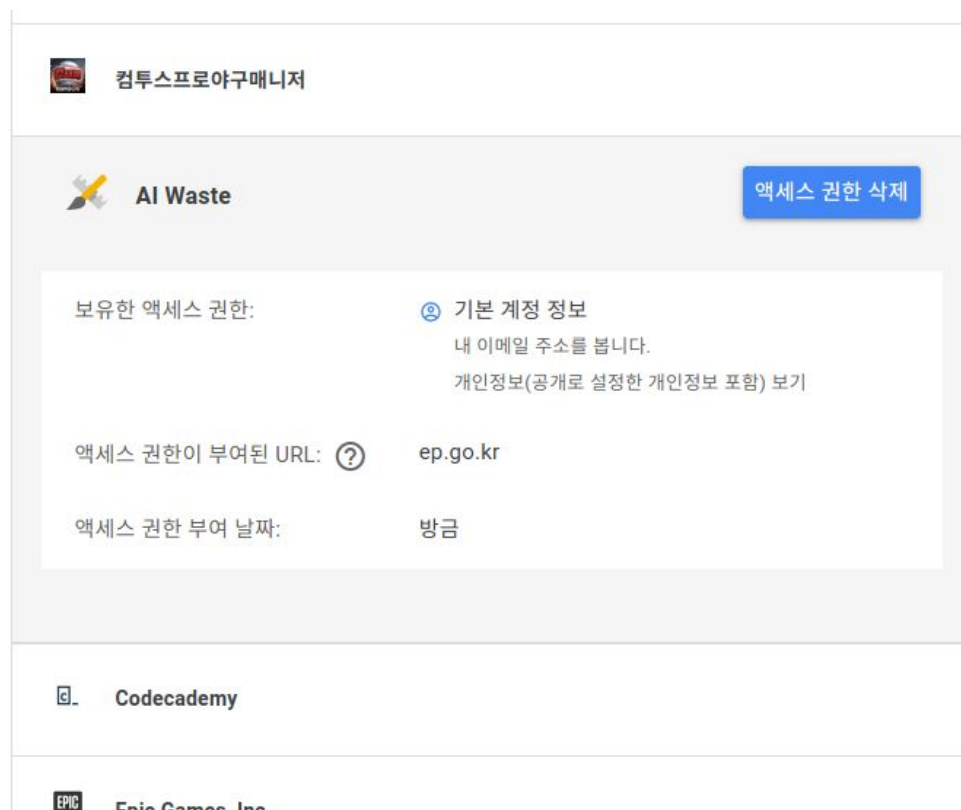 컴투스프로야구매니저
AI Waste
액세스 권한 삭제
보유한 액세스 권한:
기본 계정 정보
내 이메일 주소를 봅니다.
개인정보(공개로 설정한 개인정보 포함) 보기
액세스 권한이 부여된 URL: ?
ep.go.kr
액세스 권한 부여 날짜:
방금
Codecademy
EPIC
Epic Games, Inc.